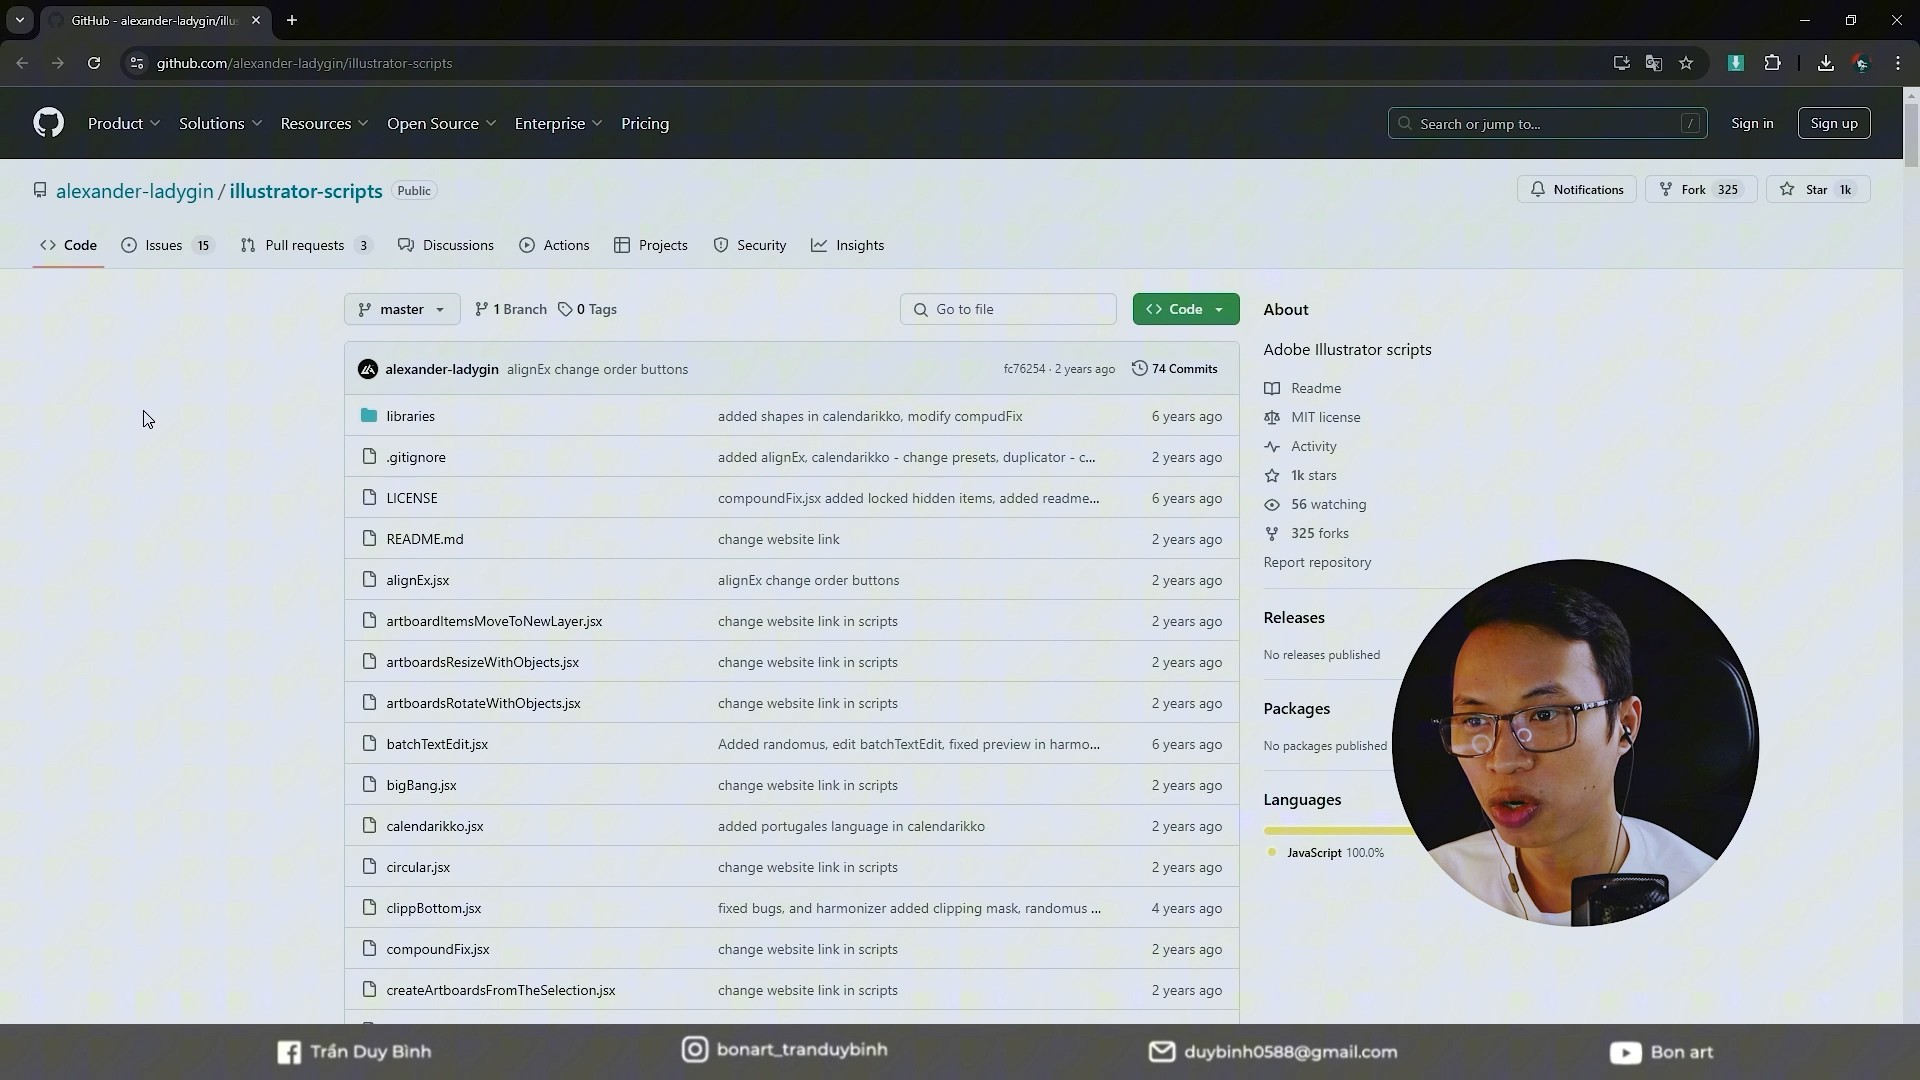 GitHub - alexander-ladygin/illu
github.com/alexander-ladygin/illustrator-scripts
Product Solutions Resources Open Source Enterprise Pricing Search or jump to... / Sign in Sign up
alexander-ladygin / illustrator-scripts Public Notifications Fork 325 Star 1k
Code Issues 15 Pull requests 3 Discussions Actions Projects Security Insights
master 1 Branch 0 Tags Go to file Code
alexander-ladygin alignEx change order buttons fc76254 · 2 years ago 74 Commits
libraries added shapes in calendarikko, modify compudFix 6 years ago
.gitignore added alignEx, calendarikko - change presets, duplicator - c... 2 years ago
LICENSE compoundFix.jsx added locked hidden items, added readme... 6 years ago
README.md change website link 2 years ago
alignEx.jsx alignEx change order buttons 2 years ago
artboardItemsMoveToNewLayer.jsx change website link in scripts 2 years ago
artboardsResizeWithObjects.jsx change website link in scripts 2 years ago
artboardsRotateWithObjects.jsx change website link in scripts 2 years ago
batchTextEdit.jsx Added randomus, edit batchTextEdit, fixed preview in harmo... 6 years ago
bigBang.jsx change website link in scripts 2 years ago
calendarikko.jsx added portugales language in calendarikko 2 years ago
circular.jsx change website link in scripts 2 years ago
clippBottom.jsx fixed bugs, and harmonizer added clipping mask, randomus ... 4 years ago
compoundFix.jsx change website link in scripts 2 years ago
createArtboardsFromTheSelection.jsx change website link in scripts 2 years ago
About
Adobe Illustrator scripts
Readme
MIT license
Activity
1k stars
56 watching
325 forks
Report repository
Releases
No releases published
Packages
No packages published
Languages
JavaScript 100.0%
Trần Duy Bình bonart_tranduybinh duybinh0588@gmail.com Bon art